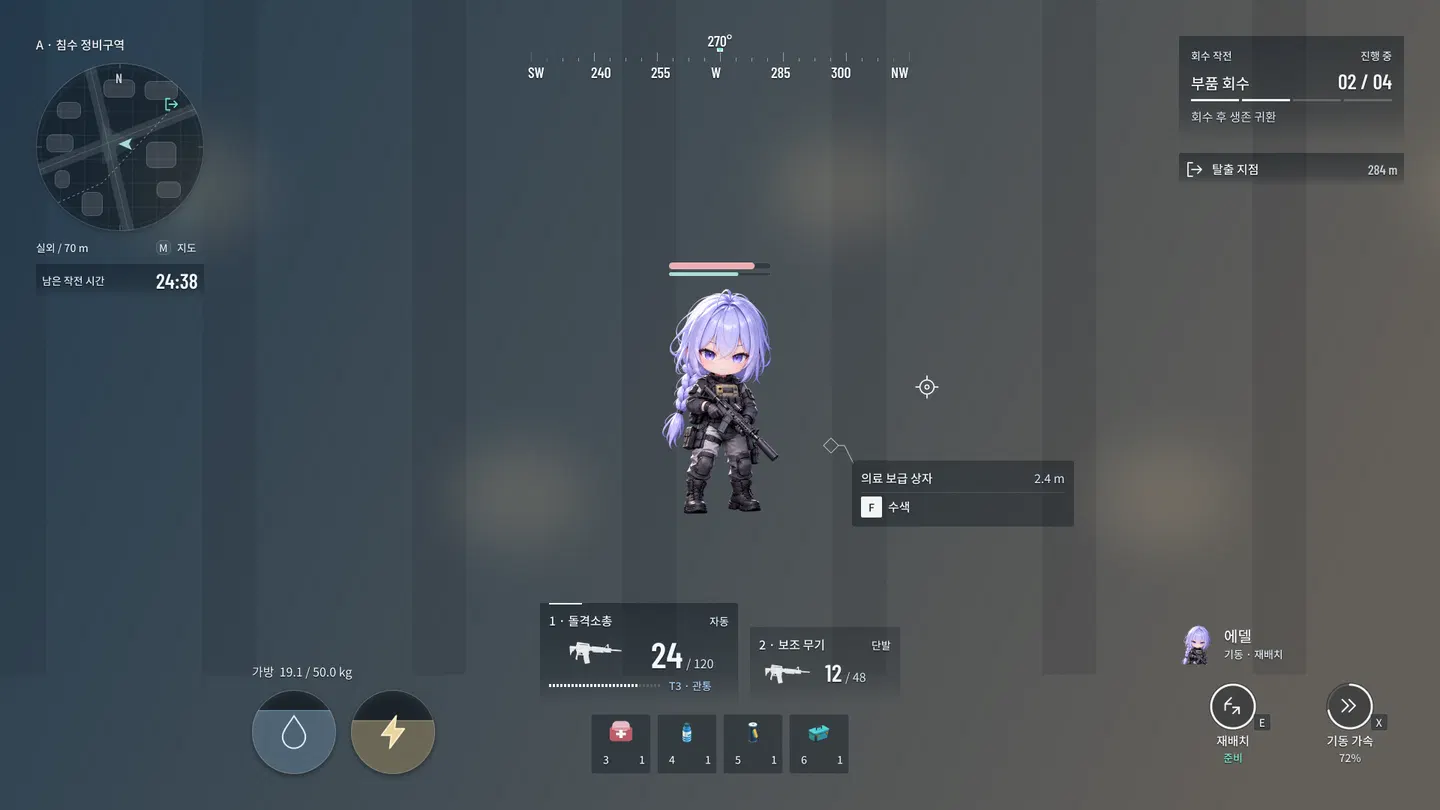 A · 침수 정비구역
N
실외 / 70 m
M 지도
남은 작전 시간 24:38
270°
SW 240 255 W 285 300 NW
회수 작전 진행 중
부품 회수 02 / 04
회수 후 생존 귀환
탈출 지점 284 m
의료 보급 상자 2.4 m
F 수색
가방 19.1 / 50.0 kg
1 · 돌격소총 자동
24 / 120
T3 · 관통
2 · 보조 무기 단발
12 / 48
3 1
4 1
5 1
6 1
에델
기동 · 재배치
E
재배치
준비
X
기동 가속
72%